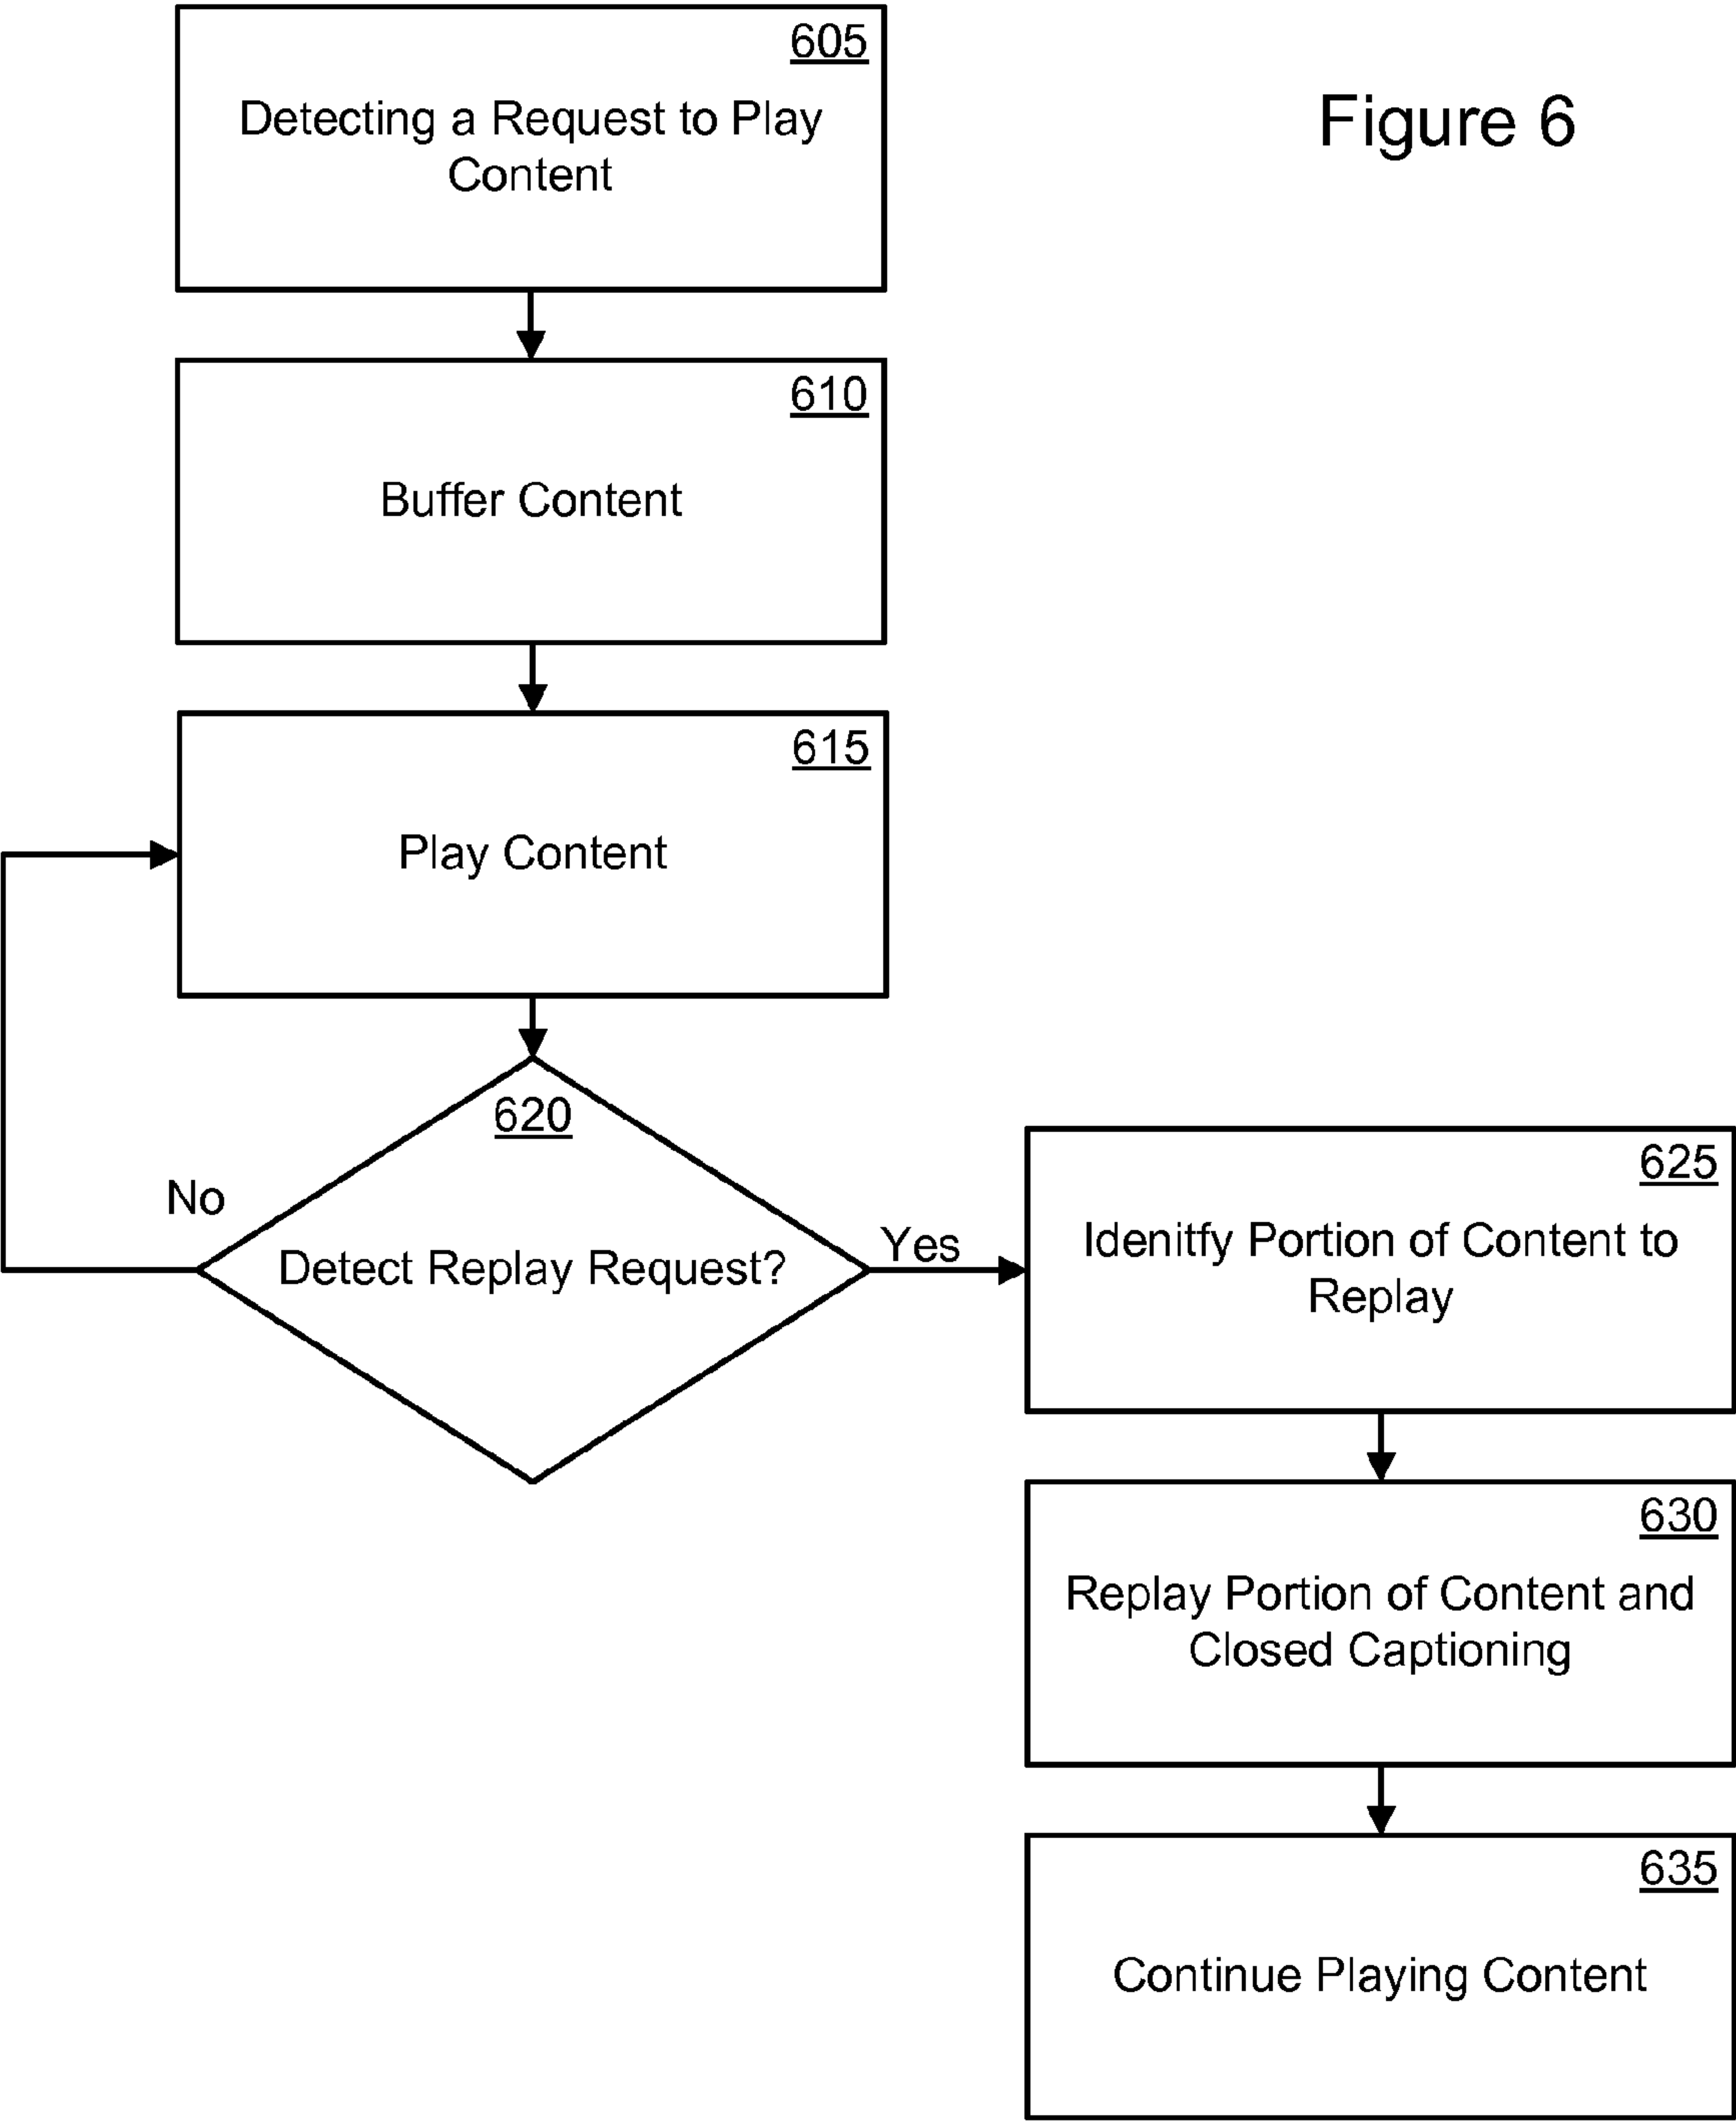 Figure 6
605
Detecting a Request to Play
Content
610
Buffer Content
615
Play Content
620
Detect Replay Request?
No
Yes
625
Idenitfy Portion of Content to
Replay
630
Replay Portion of Content and
Closed Captioning
635
Continue Playing Content